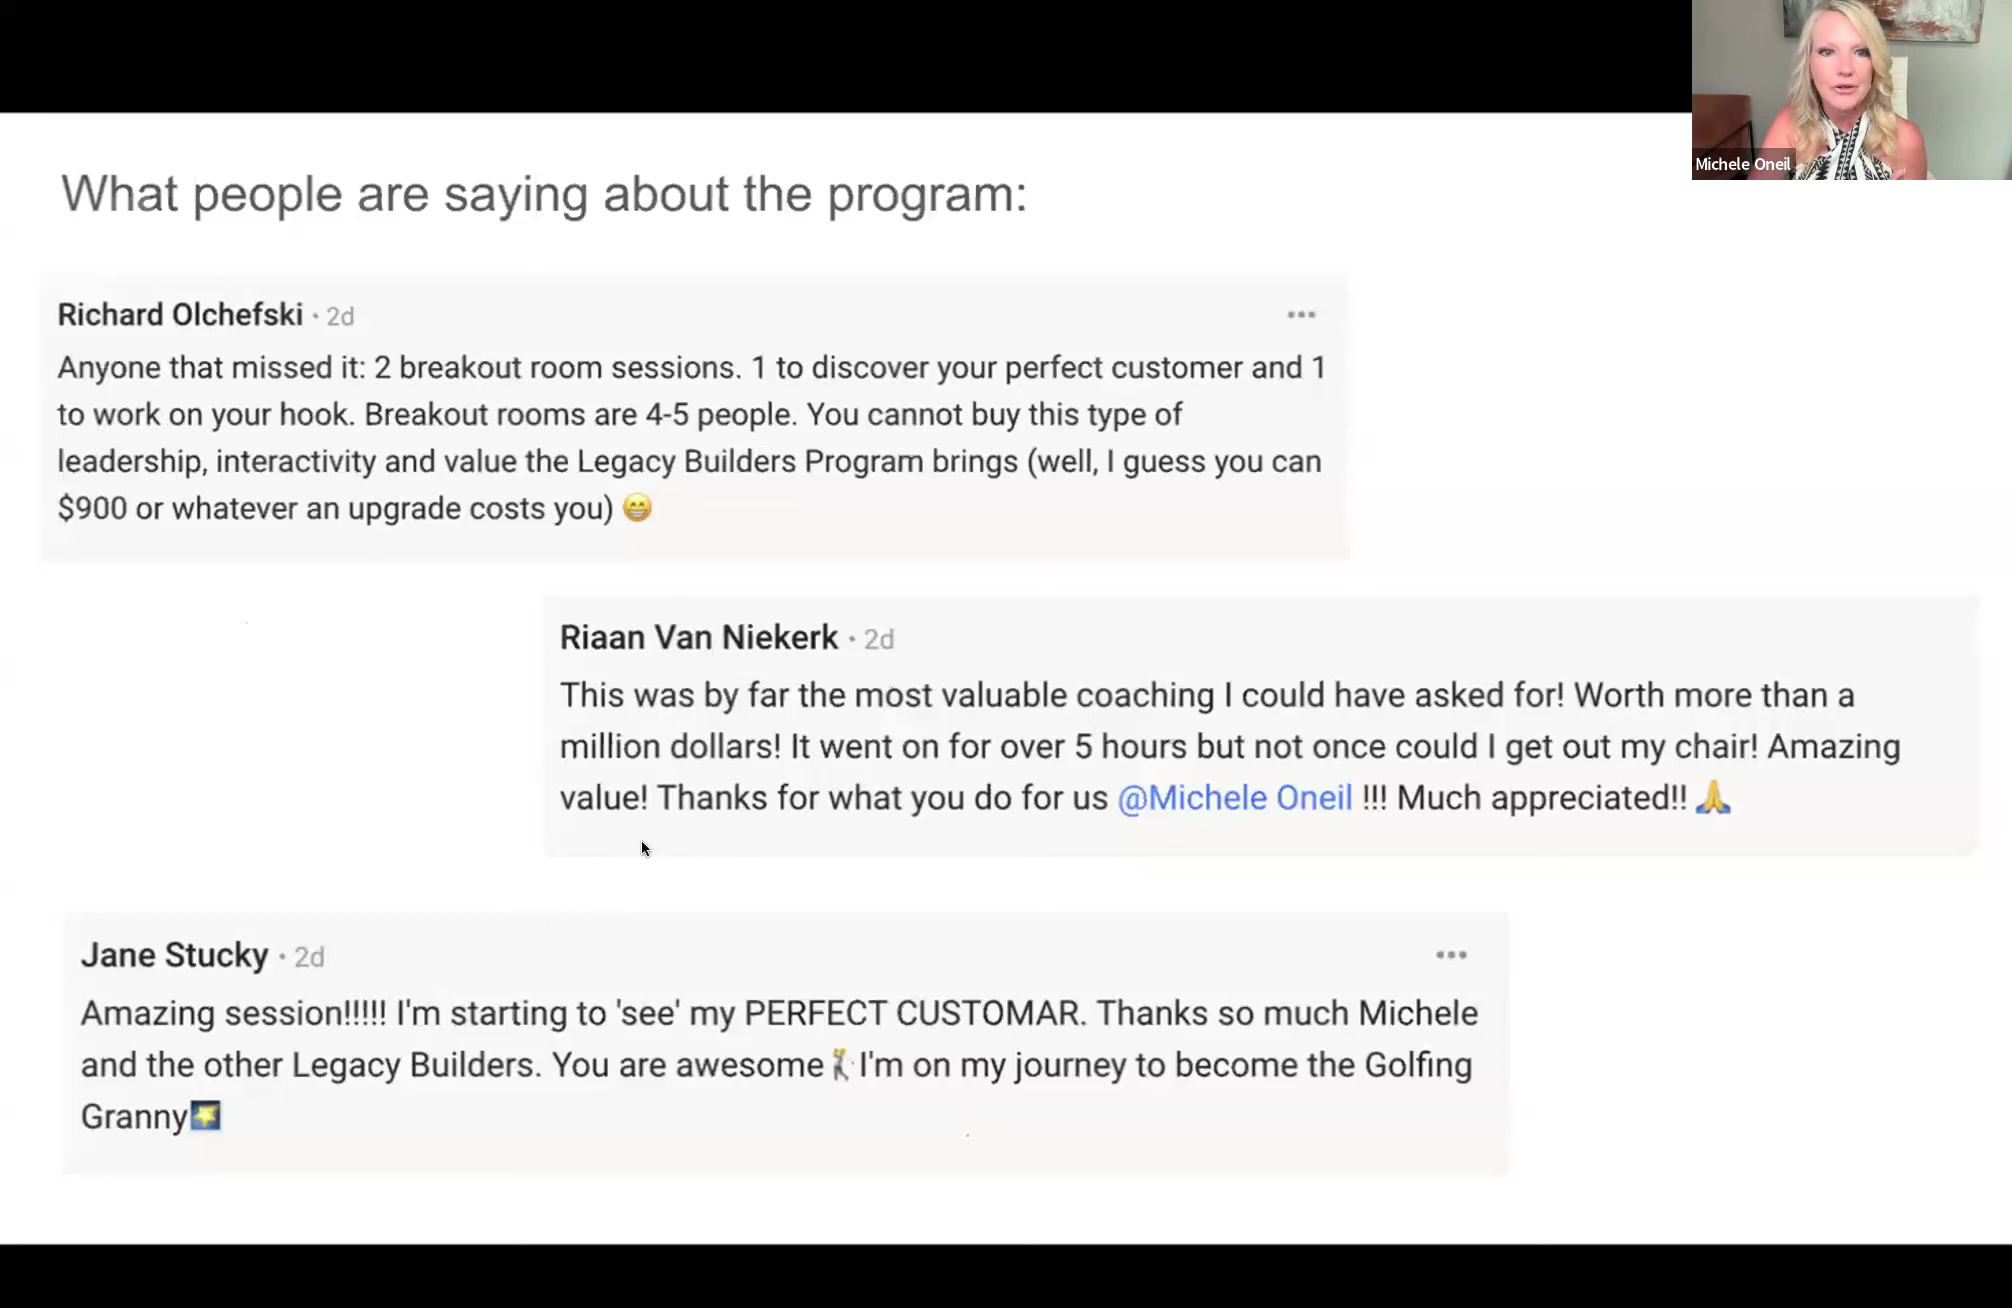 Michele Oneil
What people are saying about the program:
Richard Olchefski · 2d
Anyone that missed it: 2 breakout room sessions. 1 to discover your perfect customer and 1
to work on your hook. Breakout rooms are 4-5 people. You cannot buy this type of
leadership, interactivity and value the Legacy Builders Program brings (well, I guess you can
$900 or whatever an upgrade costs you) 😁
Riaan Van Niekerk · 2d
This was by far the most valuable coaching I could have asked for! Worth more than a
million dollars! It went on for over 5 hours but not once could I get out my chair! Amazing
value! Thanks for what you do for us @Michele Oneil !!! Much appreciated!! 🙏
Jane Stucky · 2d
Amazing session!!!!! I'm starting to 'see' my PERFECT CUSTOMAR. Thanks so much Michele
and the other Legacy Builders. You are awesome I'm on my journey to become the Golfing
Granny